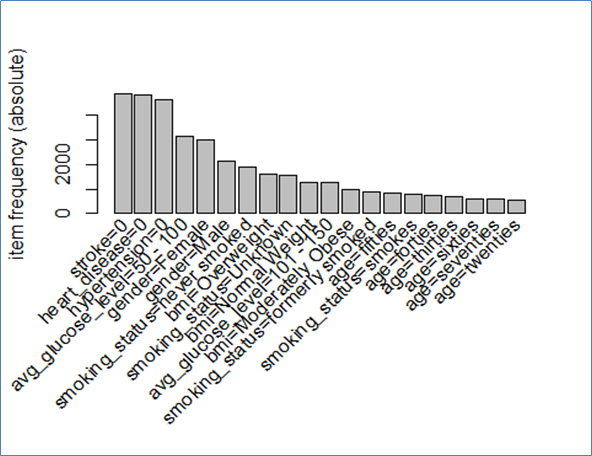 item frequency (absolute)
0
2000
stroke=0
heart_disease=0
hypertension=0
avg_glucose_level=50 - 100
gender=Female
gender=Male
smoking_status=never smoked
bmi=Overweight
smoking_status=Unknown
bmi=Normal Weight
avg_glucose_level=101 - 150
bmi=Moderately Obese
smoking_status=formerly smoked
age=fifties
smoking_status=smokes
age=forties
age=thirties
age=sixties
age=seventies
age=twenties